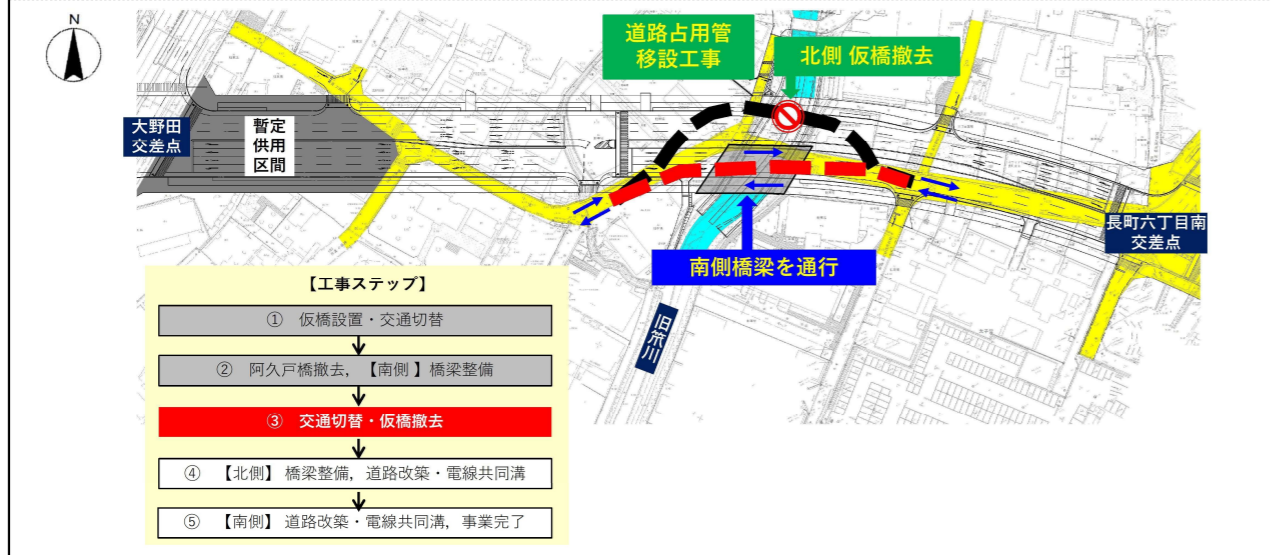 N
道路占用管
移設工事
北側 仮橋撤去
大野田
交差点
暫定
供用
区間
長町六丁目南
交差点
南側橋梁を通行
旧笊川
【工事ステップ】
① 仮橋設置・交通切替
② 阿久戸橋撤去，【南側 】橋梁整備
③ 交通切替・仮橋撤去
④ 【北側】 橋梁整備，道路改築・電線共同溝
⑤ 【南側】 道路改築・電線共同溝，事業完了